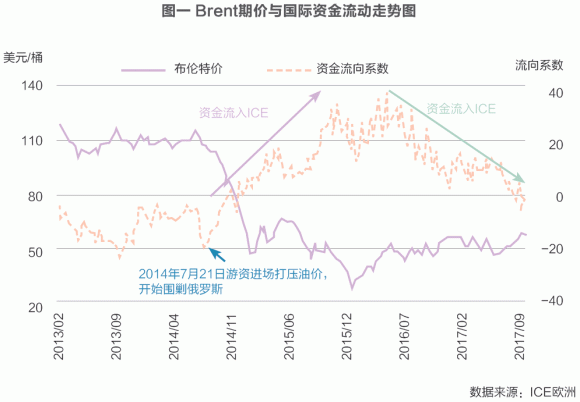 图一 Brent期价与国际资金流动走势图
美元/桶
布伦特价
资金流向系数
流向系数
140
110
80
50
20
40
20
0
−20
−40
资金流入ICE
资金流入ICE
2014年7月21日游资进场打压油价，
开始围剿俄罗斯
2013/02
2013/09
2014/04
2014/11
2015/06
2015/12
2016/07
2017/02
2017/09
数据来源：ICE欧洲